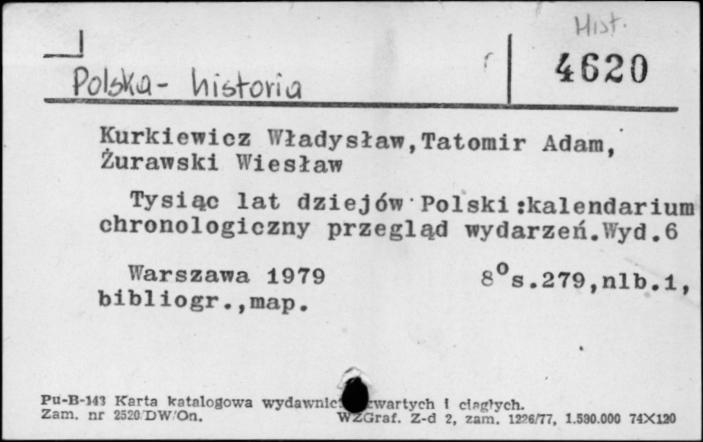 Hist.
4620
Polska - historia
Kurkiewicz Władysław,Tatomir Adam,
Żurawski Wiesław
Tysiąc lat dziejów Polski:kalendarium
chronologiczny przegląd wydarzeń.Wyd.6
Warszawa 1979 8°s.279,nlb.1,
bibliogr.,map.
Pu-B-143 Karta katalogowa wydawnic zwartych i ciągłych.
Zam. nr 2520/DW/On. WZGraf. Z-d 2, zam. 1226/77, 1.530.000 74X120